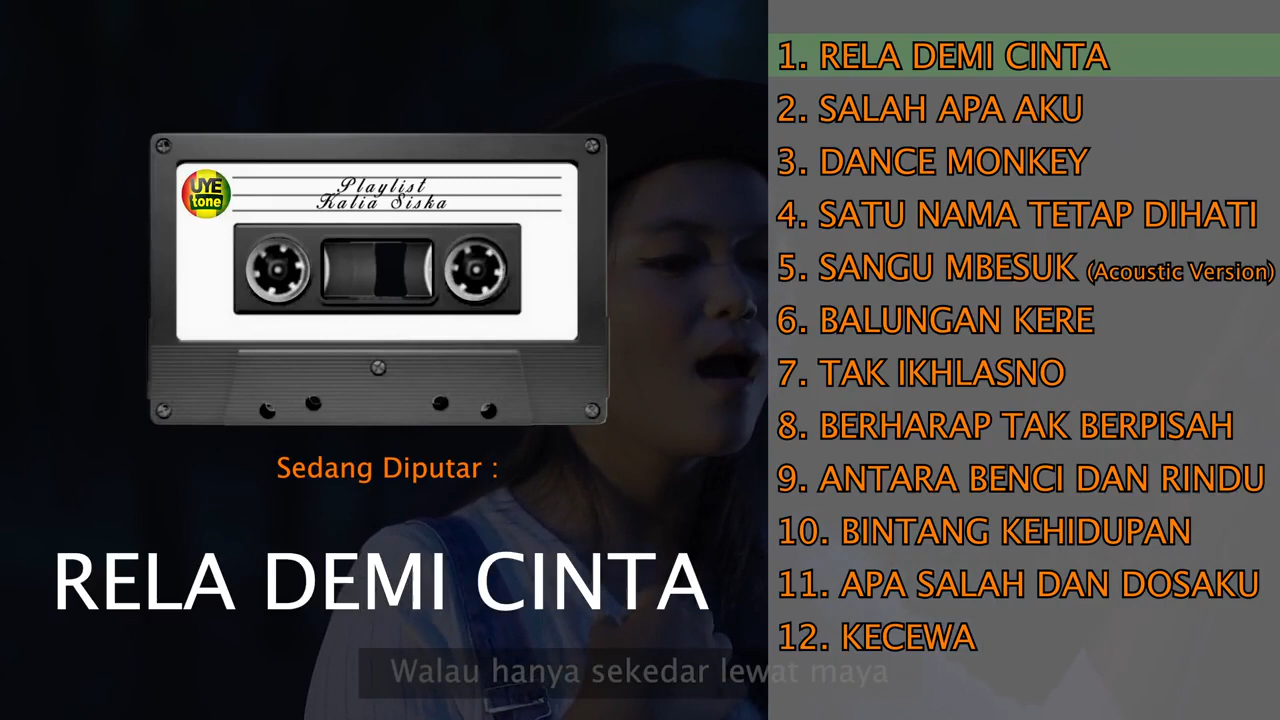 UYE
tone
Playlist
Kalia Siska
Sedang Diputar :
RELA DEMI CINTA
Walau hanya sekedar lewat maya
1. RELA DEMI CINTA
2. SALAH APA AKU
3. DANCE MONKEY
4. SATU NAMA TETAP DIHATI
5. SANGU MBESUK (Acoustic Version)
6. BALUNGAN KERE
7. TAK IKHLASNO
8. BERHARAP TAK BERPISAH
9. ANTARA BENCI DAN RINDU
10. BINTANG KEHIDUPAN
11. APA SALAH DAN DOSAKU
12. KECEWA